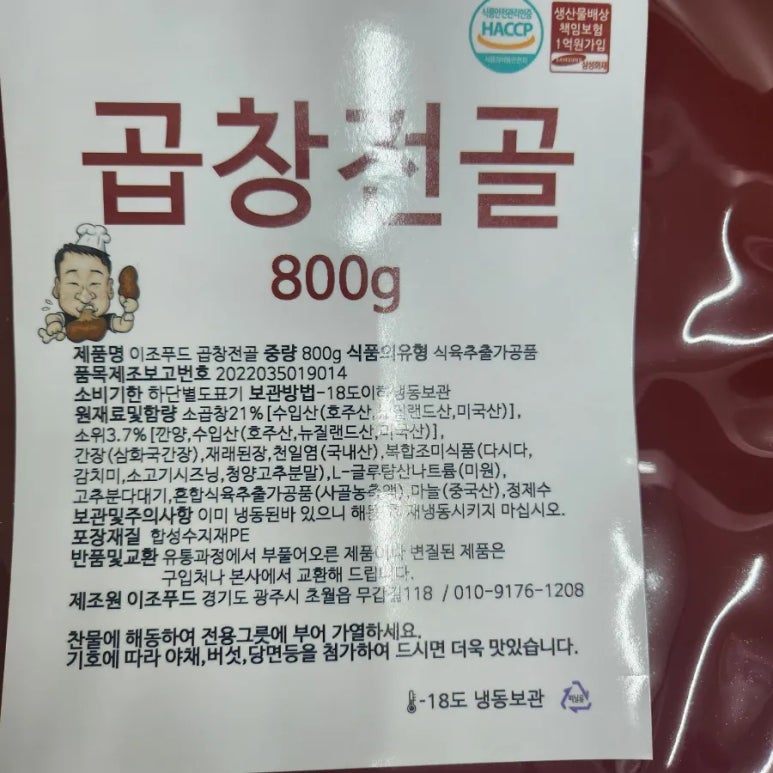 식품안전관리인증
HACCP
식품의약품안전처
생산물배상
책임보험
1억원가입
SAMSUNG
삼성화재
곱창전골
800g
제품명 이조푸드 곱창전골 중량 800g 식품의유형 식육추출가공품
품목제조보고번호 2022035019014
소비기한 하단별도표기 보관방법-18도이하냉동보관
원재료및함량 소곱창21%[수입산(호주산,뉴질랜드산,미국산)],
소위3.7%[깐양,수입산(호주산,뉴질랜드산,미국산)],
간장(삼화국간장),재래된장,천일염(국내산),복합조미식품(다시다,
감치미,소고기시즈닝,청양고추분말),L-글루탐산나트륨(미원),
고추분다대기,혼합식육추출가공품(사골농축액),마늘(중국산),정제수
보관및주의사항 이미 냉동된바 있으니 해동후 재냉동시키지 마십시오.
포장재질 합성수지재PE
반품및교환 유통과정에서 부풀어오른 제품이나 변질된 제품은
구입처나 본사에서 교환해 드립니다.
제조원 이조푸드 경기도 광주시 초월읍 무갑길118 / 010-9176-1208
찬물에 해동하여 전용그릇에 부어 가열하세요.
기호에 따라 야채,버섯,당면등을 첨가하여 드시면 더욱 맛있습니다.
-18도 냉동보관